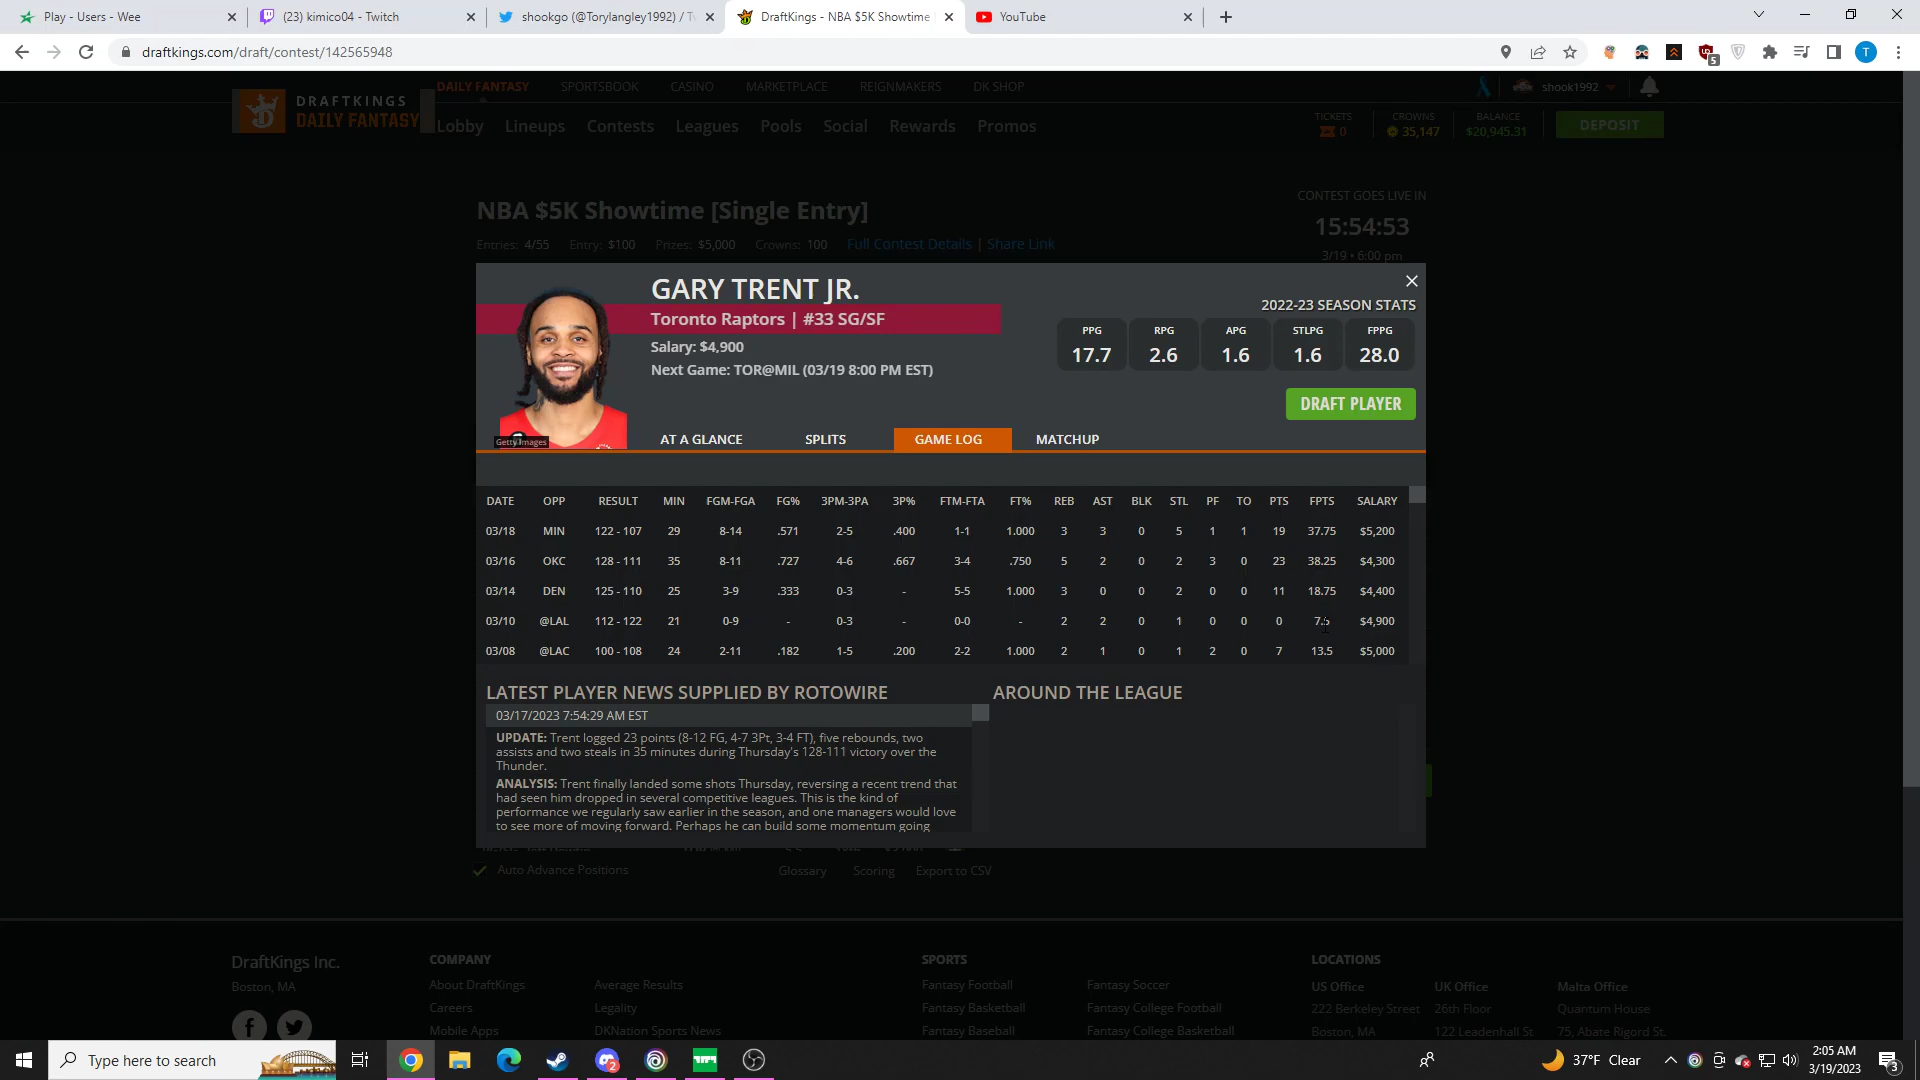 Play - Users - Wee
(23) kimico04 - Twitch
shookgo (@Torylangley1992) / T
DraftKings - NBA $5K Showtime
YouTube
draftkings.com/draft/contest/142565948
5
T
DRAFTKINGS
DAILY FANTASY
DAILY FANTASY SPORTSBOOK CASINO MARKETPLACE REIGNMAKERS DK SHOP
shook1992
Lobby Lineups Contests Leagues Pools Social Rewards Promos
TICKETS
0
CROWNS
35,147
BALANCE
$20,945.31
DEPOSIT
NBA $5K Showtime [Single Entry]
Entries: 4/55 Entry: $100 Prizes: $5,000 Crowns: 100 Full Contest Details | Share Link
CONTEST GOES LIVE IN
15:54:53
3/19 • 6:00 pm
GARY TRENT JR.
Toronto Raptors | #33 SG/SF
Salary: $4,900
Next Game: TOR@MIL (03/19 8:00 PM EST)
Getty Images
2022-23 SEASON STATS
PPG RPG APG STLPG FPPG
17.7 2.6 1.6 1.6 28.0
DRAFT PLAYER
AT A GLANCE SPLITS GAME LOG MATCHUP
DATE OPP RESULT MIN FGM-FGA FG% 3PM-3PA 3P% FTM-FTA FT% REB AST BLK STL PF TO PTS FPTS SALARY
03/18 MIN 122 - 107 29 8-14 .571 2-5 .400 1-1 1.000 3 3 0 5 1 1 19 37.75 $5,200
03/16 OKC 128 - 111 35 8-11 .727 4-6 .667 3-4 .750 5 2 0 2 3 0 23 38.25 $4,300
03/14 DEN 125 - 110 25 3-9 .333 0-3 - 5-5 1.000 3 0 0 2 0 0 11 18.75 $4,400
03/10 @LAL 112 - 122 21 0-9 - 0-3 - 0-0 - 2 2 0 1 0 0 0 $4,900
03/08 @LAC 100 - 108 24 2-11 .182 1-5 .200 2-2 1.000 2 1 0 1 2 0 7 13.5 $5,000
LATEST PLAYER NEWS SUPPLIED BY ROTOWIRE
AROUND THE LEAGUE
03/17/2023 7:54:29 AM EST
UPDATE: Trent logged 23 points (8-12 FG, 4-7 3Pt, 3-4 FT), five rebounds, two
assists and two steals in 35 minutes during Thursday's 128-111 victory over the
Thunder.
ANALYSIS: Trent finally landed some shots Thursday, reversing a recent trend that
had seen him dropped in several competitive leagues. This is the kind of
performance we regularly saw earlier in the season, and one managers would love
to see more of moving forward. Perhaps he can build some momentum going
Auto Advance Positions
Glossary Scoring Export to CSV
DraftKings Inc.
Boston, MA
COMPANY
About DraftKings
Careers
Mobile Apps
Average Results
Legality
DKNation Sports News
SPORTS
Fantasy Football
Fantasy Basketball
Fantasy Baseball
Fantasy Soccer
Fantasy College Football
Fantasy College Basketball
LOCATIONS
US Office
222 Berkeley Street
Boston, MA
UK Office
26th Floor
122 Leadenhall St
Malta Office
Quantum House
75, Abate Rigord St.
Type here to search
2
37°F Clear
2:05 AM
3/19/2023
3